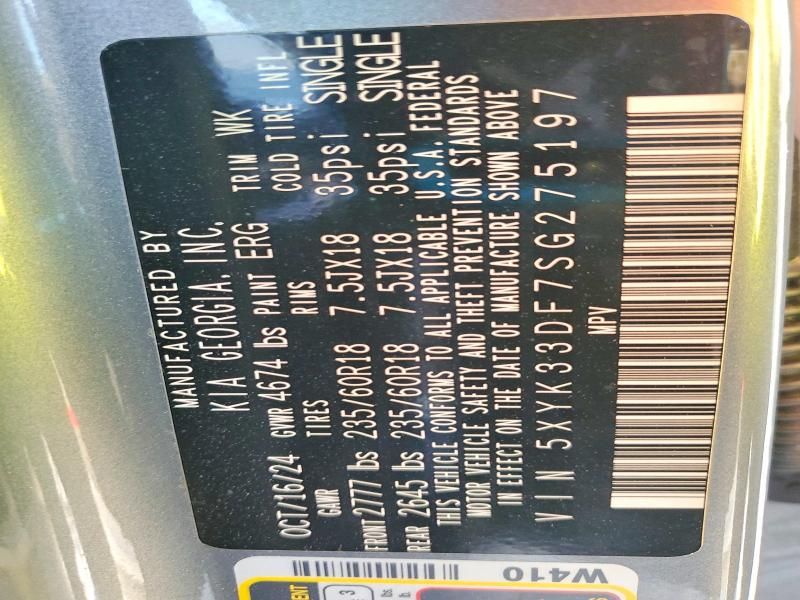 MANUFACTURED BY
KIA GEORGIA, INC.
OCT/16/24 GVWR 4674 lbs PAINT ERG TRIM WK
GAWR TIRES RIMS COLD TIRE INFL
FRONT 2777 lbs 235/60R18 7.5JX18 35psi SINGLE
REAR 2645 lbs 235/60R18 7.5JX18 35psi SINGLE
THIS VEHICLE CONFORMS TO ALL APPLICABLE U.S.A. FEDERAL
MOTOR VEHICLE SAFETY AND THEFT PREVENTION STANDARDS
IN EFFECT ON THE DATE OF MANUFACTURE SHOWN ABOVE
VIN 5XYK33DF7SG275197
MPV
W410
ENT
3
lbs